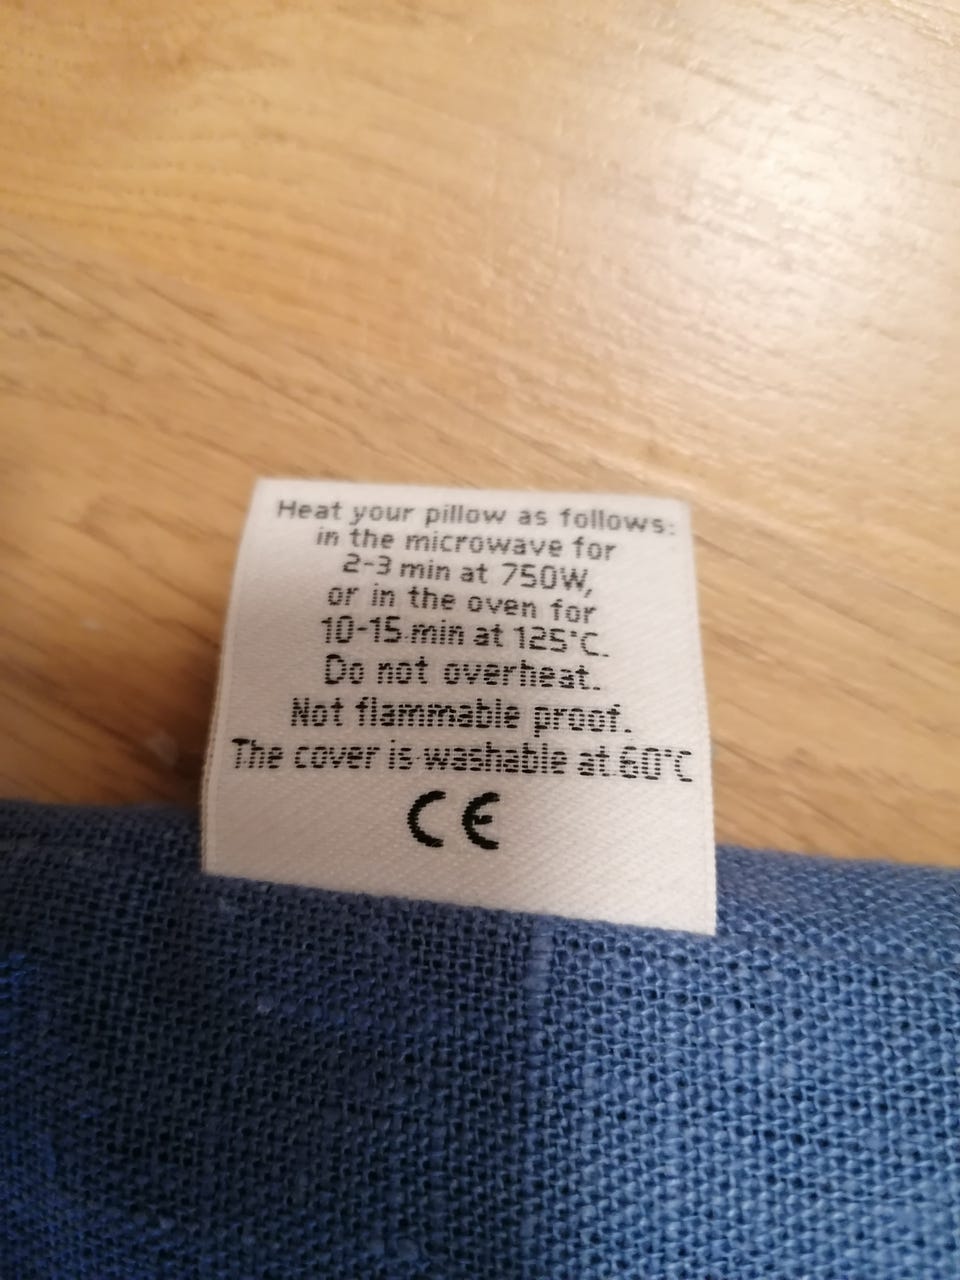 Heat your pillow as follows:
in the microwave for
2-3 min at 750W,
or in the oven for
10-15 min at 125°C.
Do not overheat.
Not flammable proof.
The cover is washable at 60°C
CE